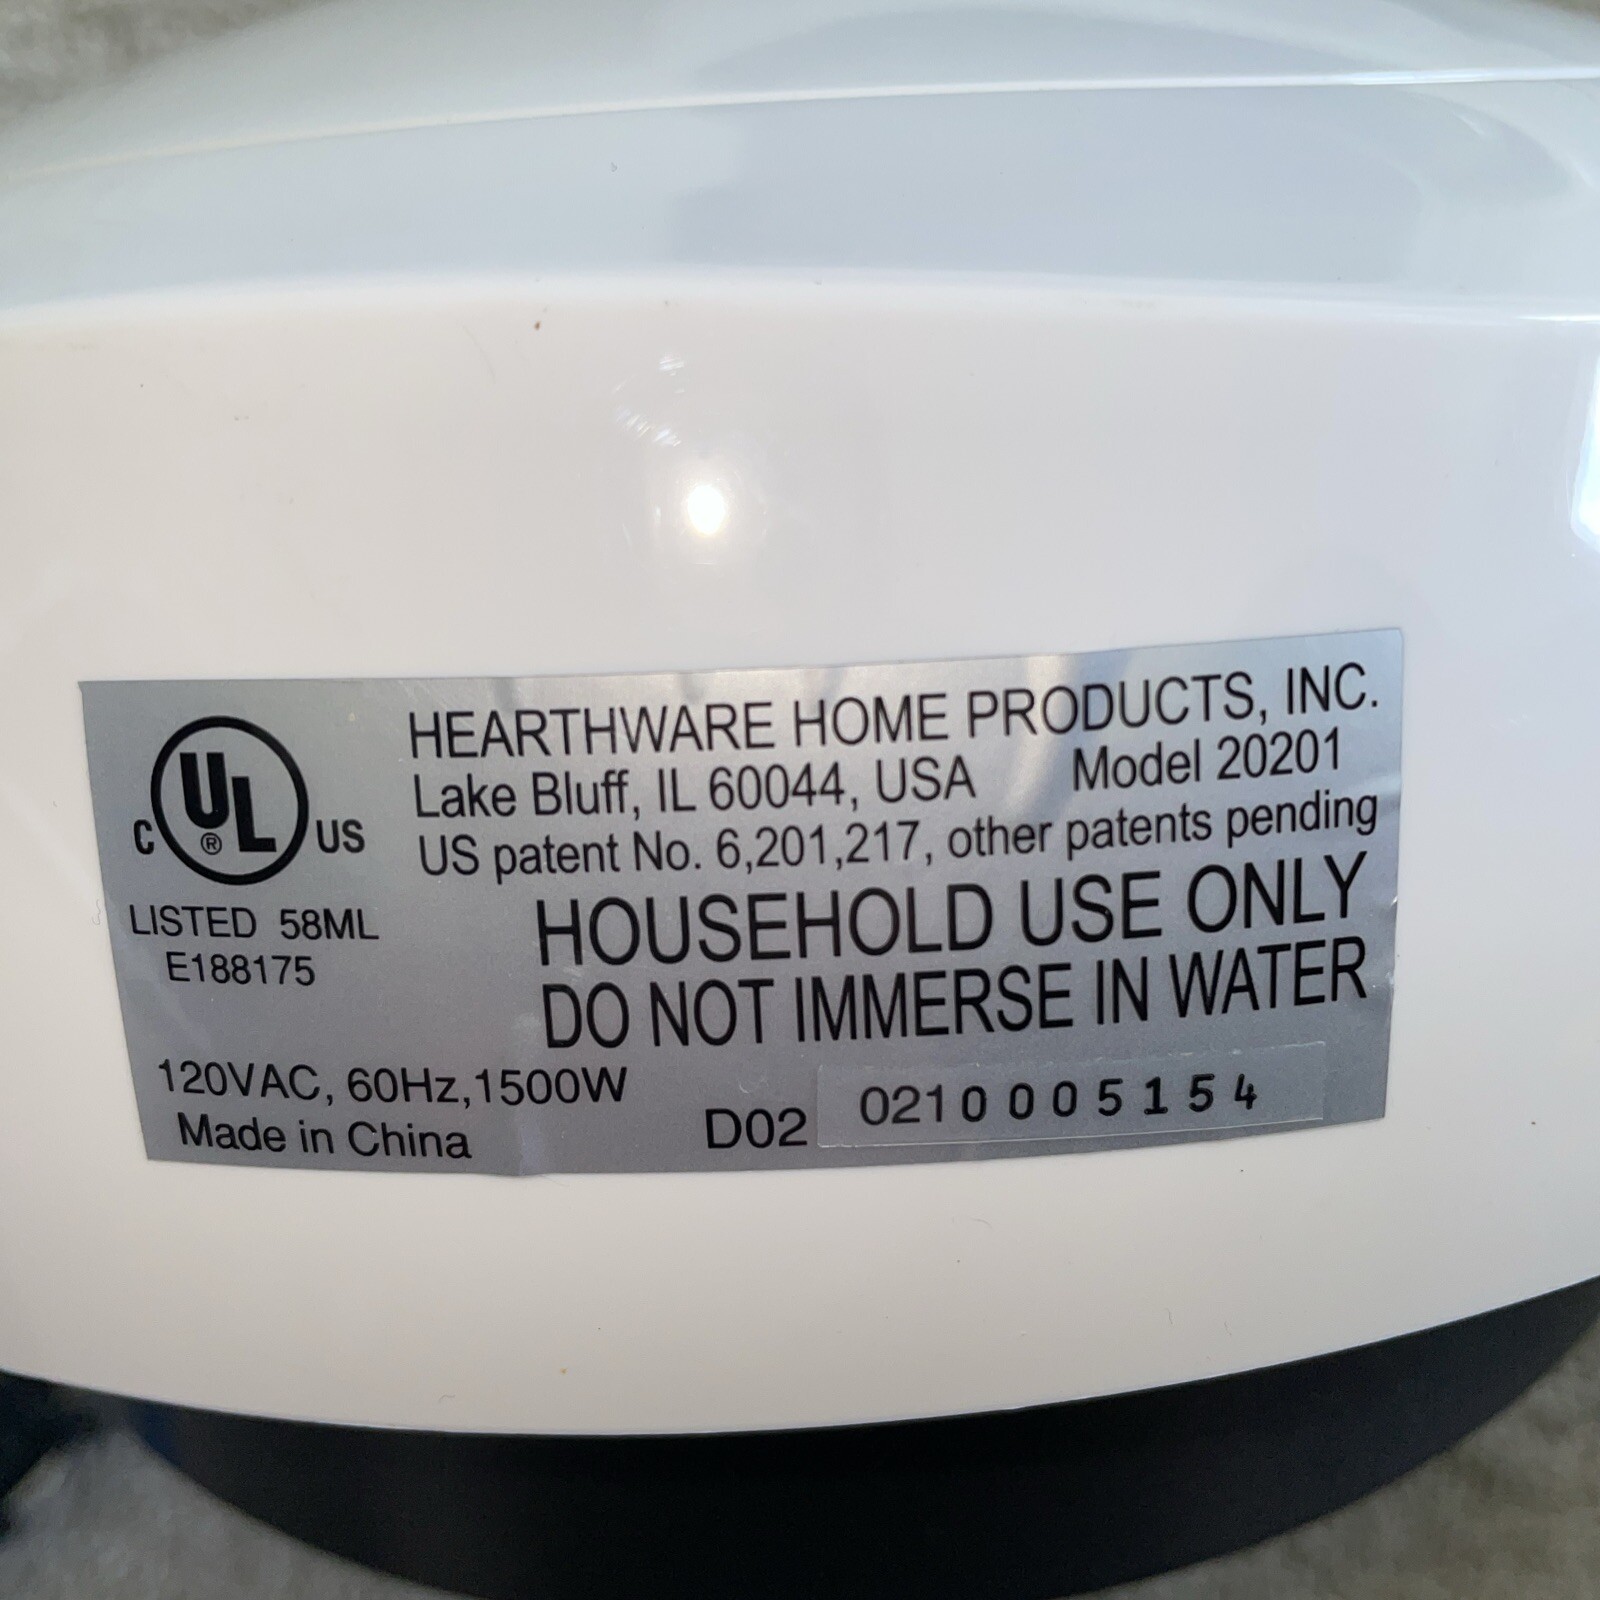 HEARTHWARE HOME PRODUCTS, INC.
Lake Bluff, IL 60044, USA Model 20201
US patent No. 6,201,217, other patents pending
C UL ® US
LISTED 58ML
E188175
HOUSEHOLD USE ONLY
DO NOT IMMERSE IN WATER
120VAC, 60Hz,1500W
Made in China
D02 0210005154